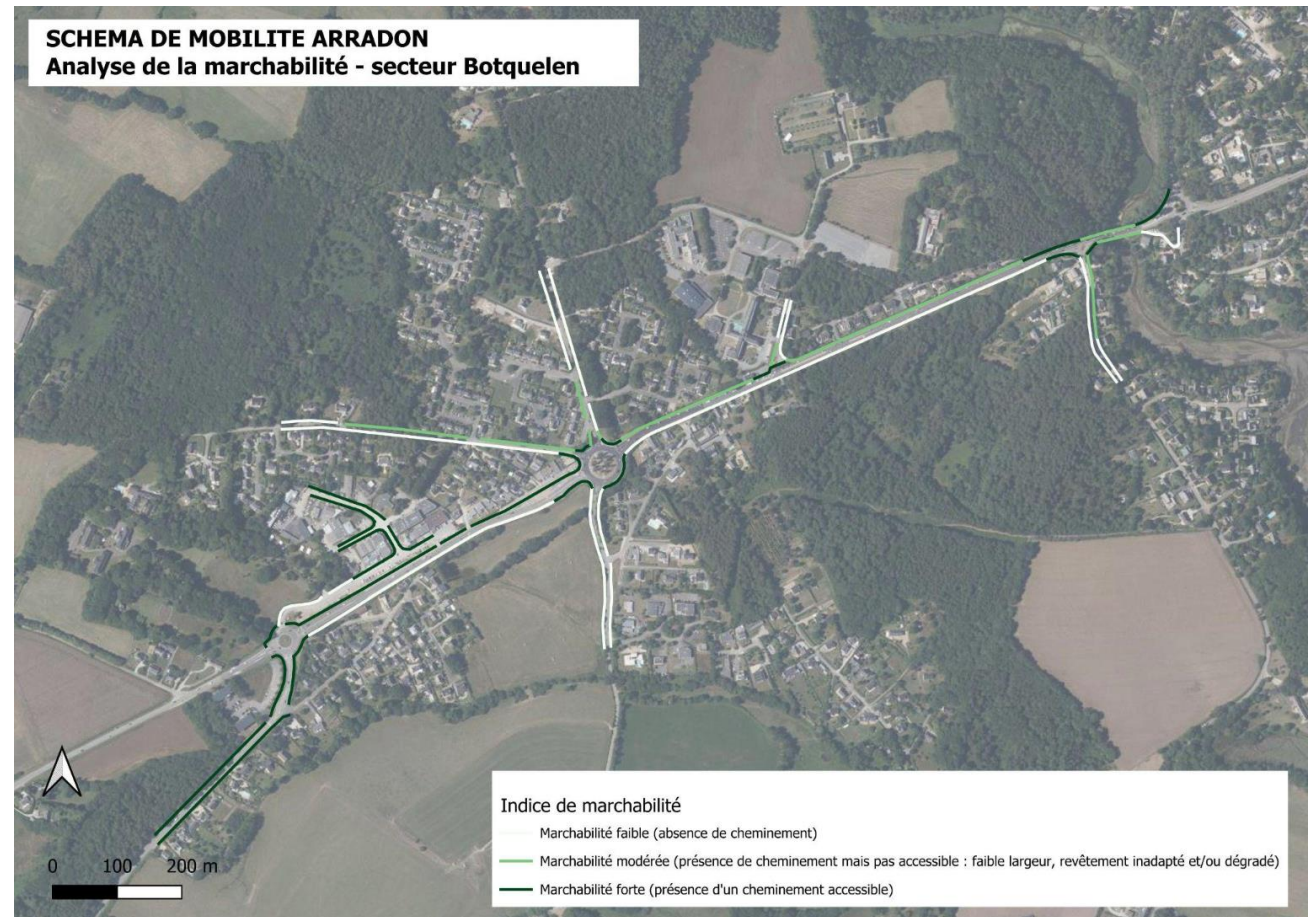 SCHEMA DE MOBILITE ARRADON
Analyse de la marchabilité - secteur Botquelen
Indice de marchabilité
Marchabilité faible (absence de cheminement)
Marchabilité modérée (présence de cheminement mais pas accessible : faible largeur, revêtement inadapté et/ou dégradé)
Marchabilité forte (présence d'un cheminement accessible)
0 100 200 m